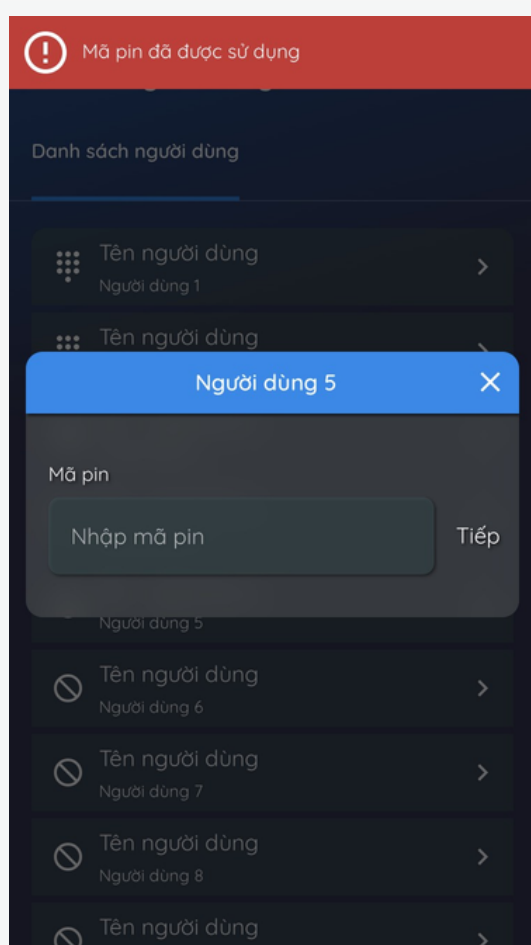 Mã pin đã được sử dụng
Danh sách người dùng
Tên người dùng
Người dùng 1
Tên người dùng
Người dùng 5
Mã pin
Nhập mã pin
Tiếp
Người dùng 5
Tên người dùng
Người dùng 6
Tên người dùng
Người dùng 7
Tên người dùng
Người dùng 8
Tên người dùng